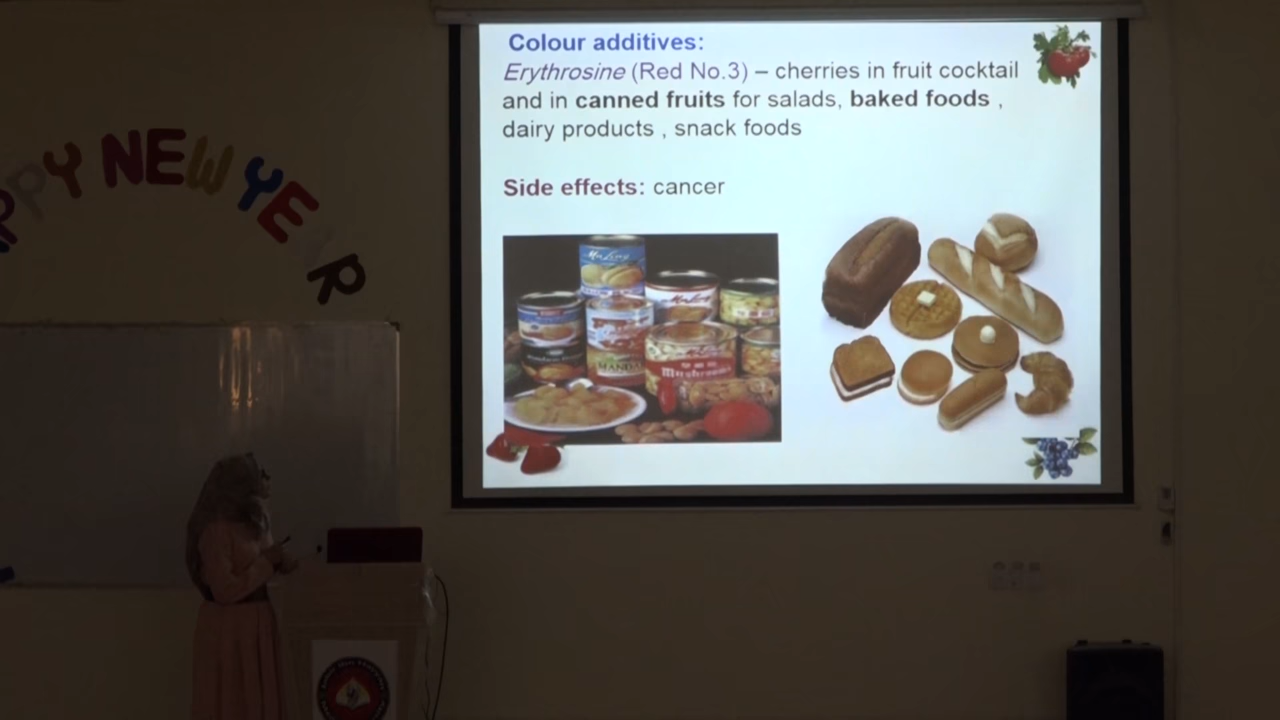 Colour additives:
Erythrosine (Red No.3) – cherries in fruit cocktail
and in canned fruits for salads, baked foods ,
dairy products , snack foods
Side effects: cancer
PPY NEW YEAR
Mushrooms